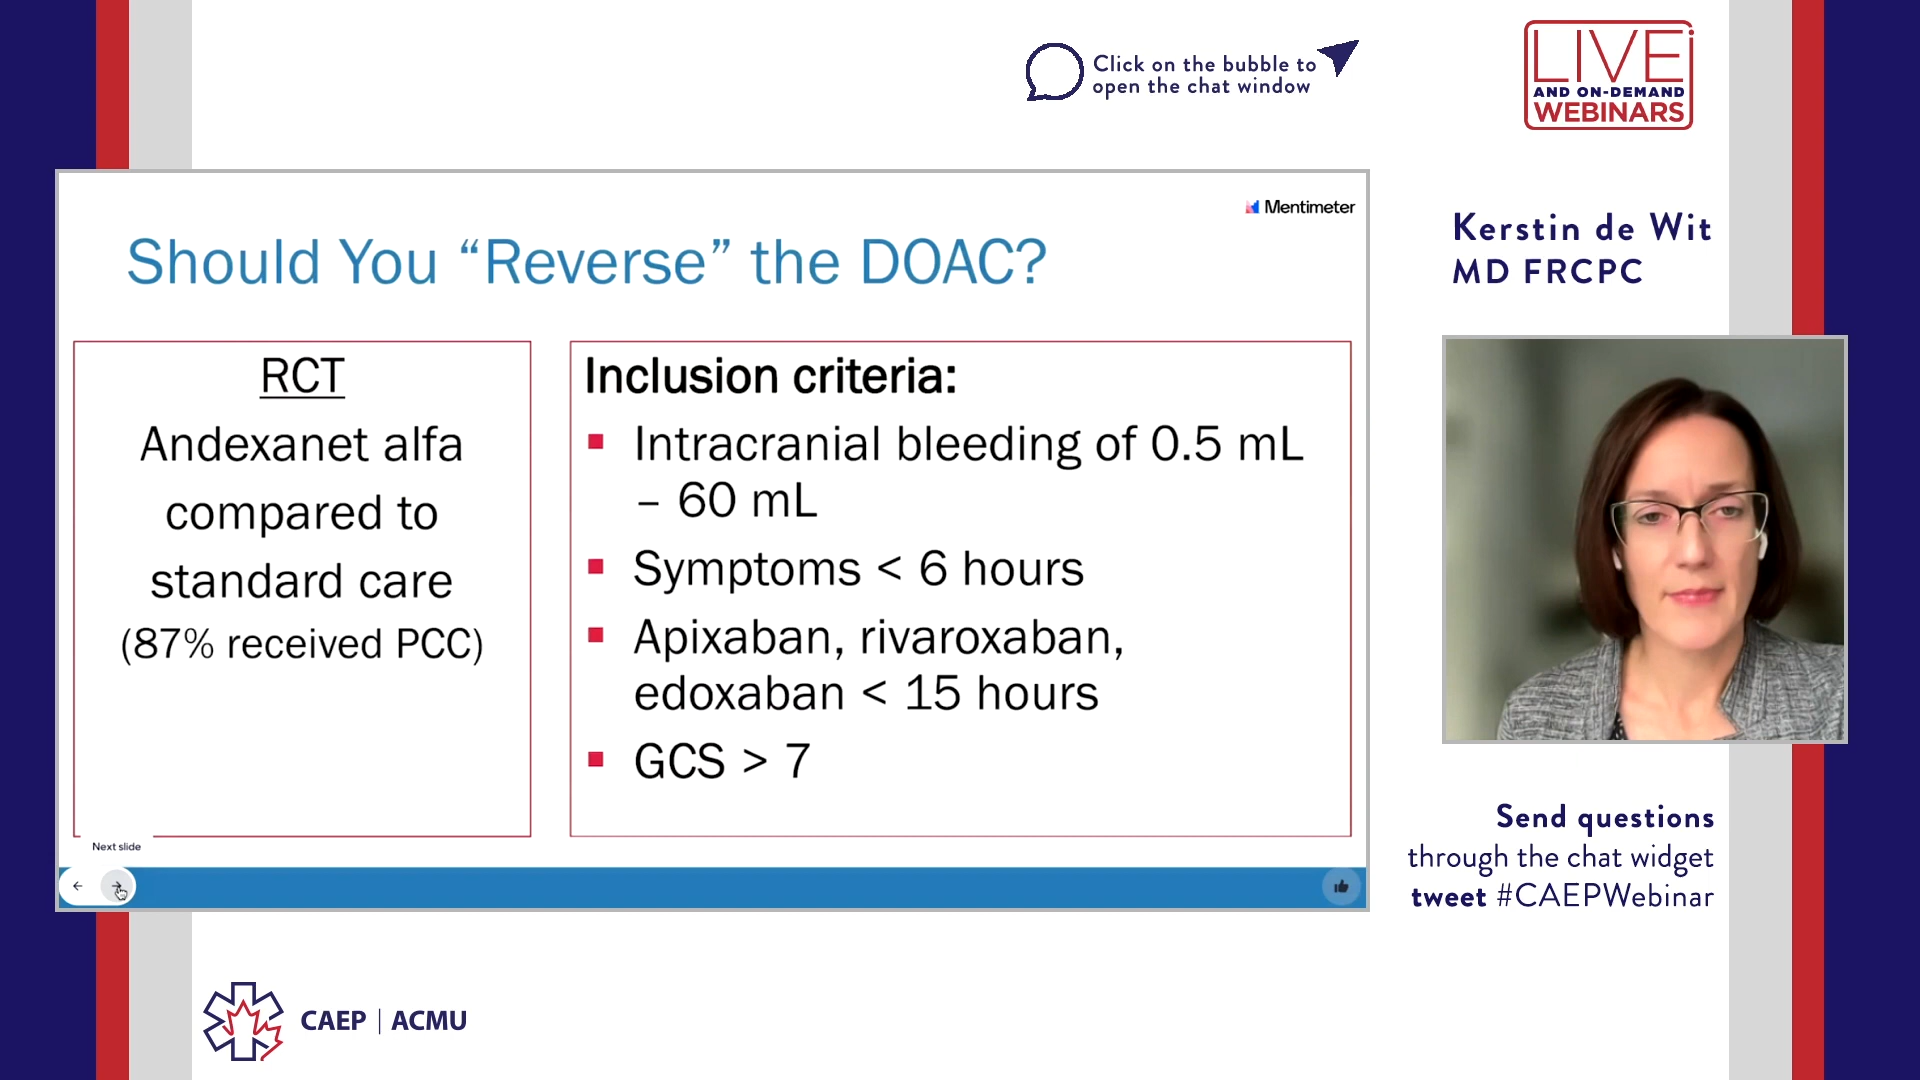 Click on the bubble to
open the chat window
LIVE
AND ON-DEMAND
WEBINARS
Mentimeter
Should You “Reverse” the DOAC?
RCT
Andexanet alfa
compared to
standard care
(87% received PCC)
Inclusion criteria:
▪ Intracranial bleeding of 0.5 mL
– 60 mL
▪ Symptoms < 6 hours
▪ Apixaban, rivaroxaban,
edoxaban < 15 hours
▪ GCS > 7
Next slide
Kerstin de Wit
MD FRCPC
Send questions
through the chat widget
tweet #CAEPWebinar
CAEP | ACMU